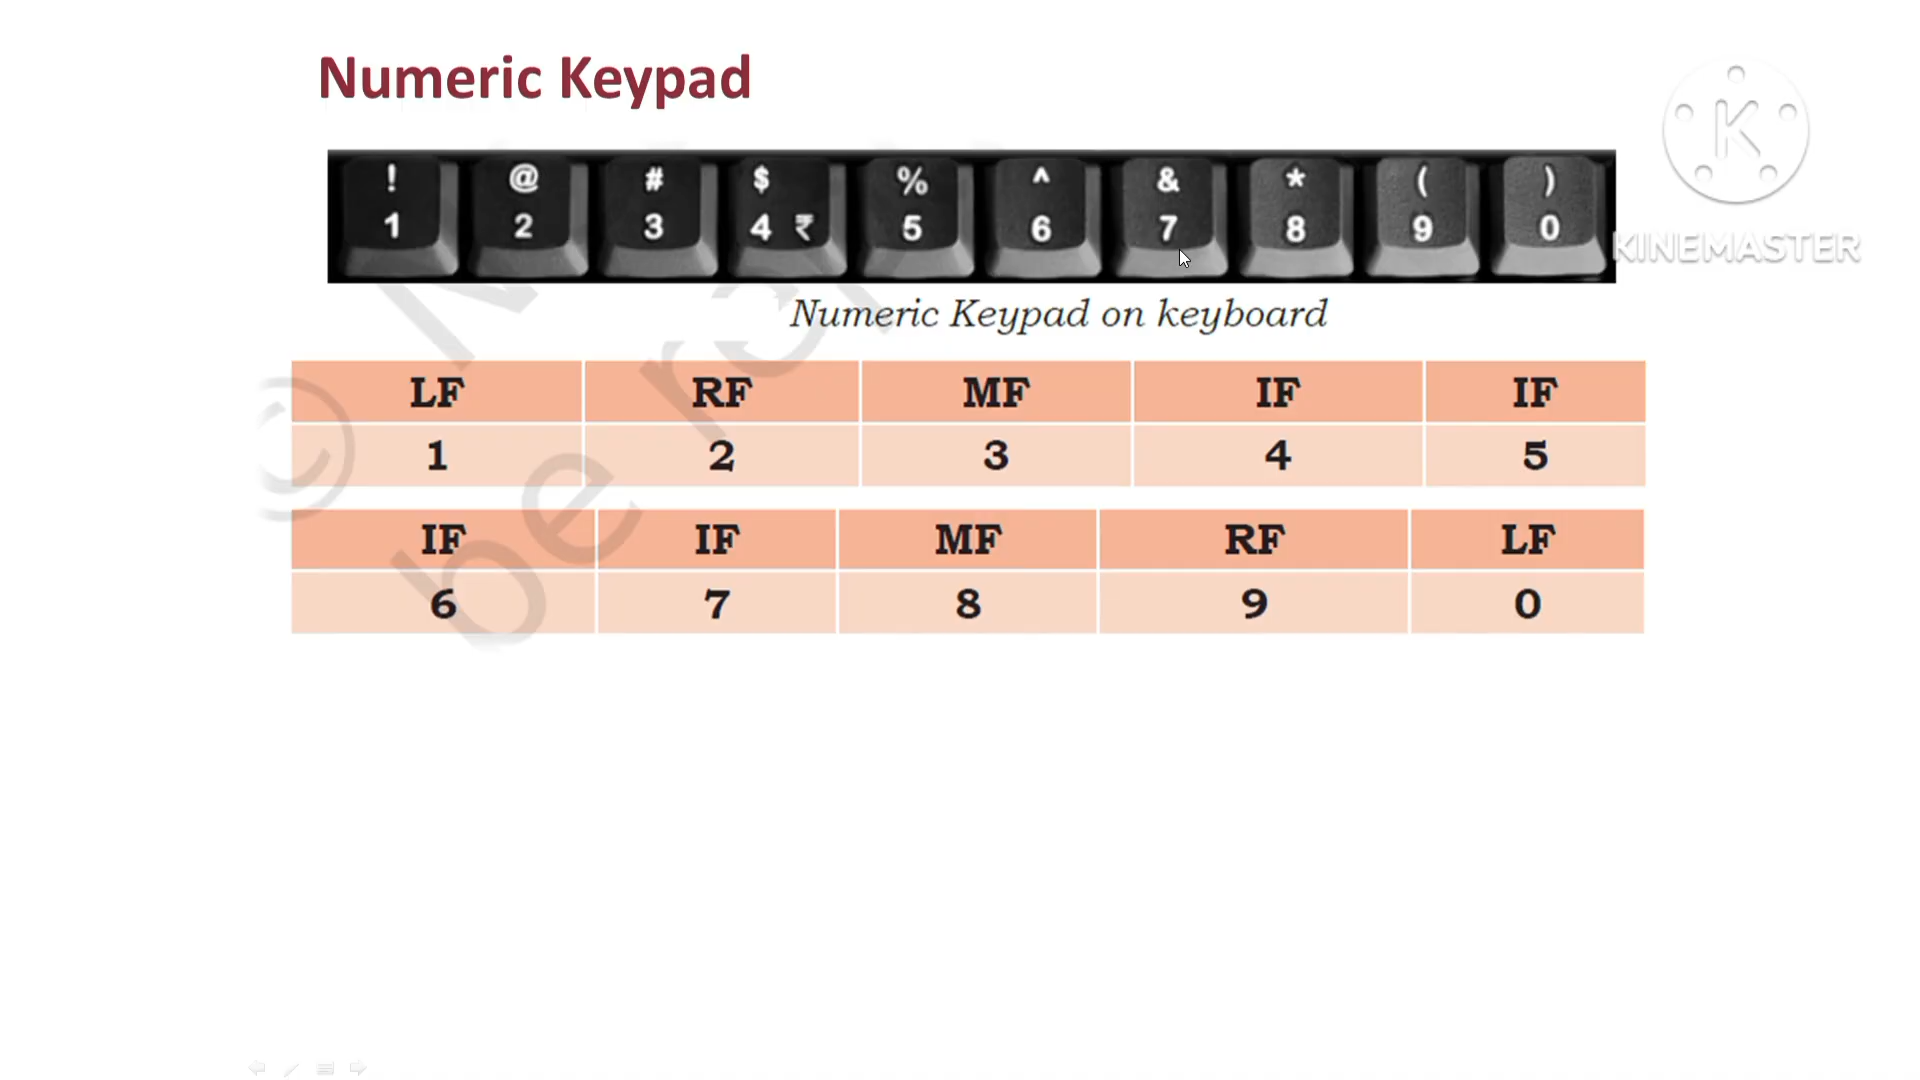 Numeric Keypad
! @ # $ % ^ & * ( )
1 2 3 4 ₹ 5 6 7 8 9 0
KINEMASTER
Numeric Keypad on keyboard
LF RF MF IF IF
1 2 3 4 5
IF IF MF RF LF
6 7 8 9 0
© be r